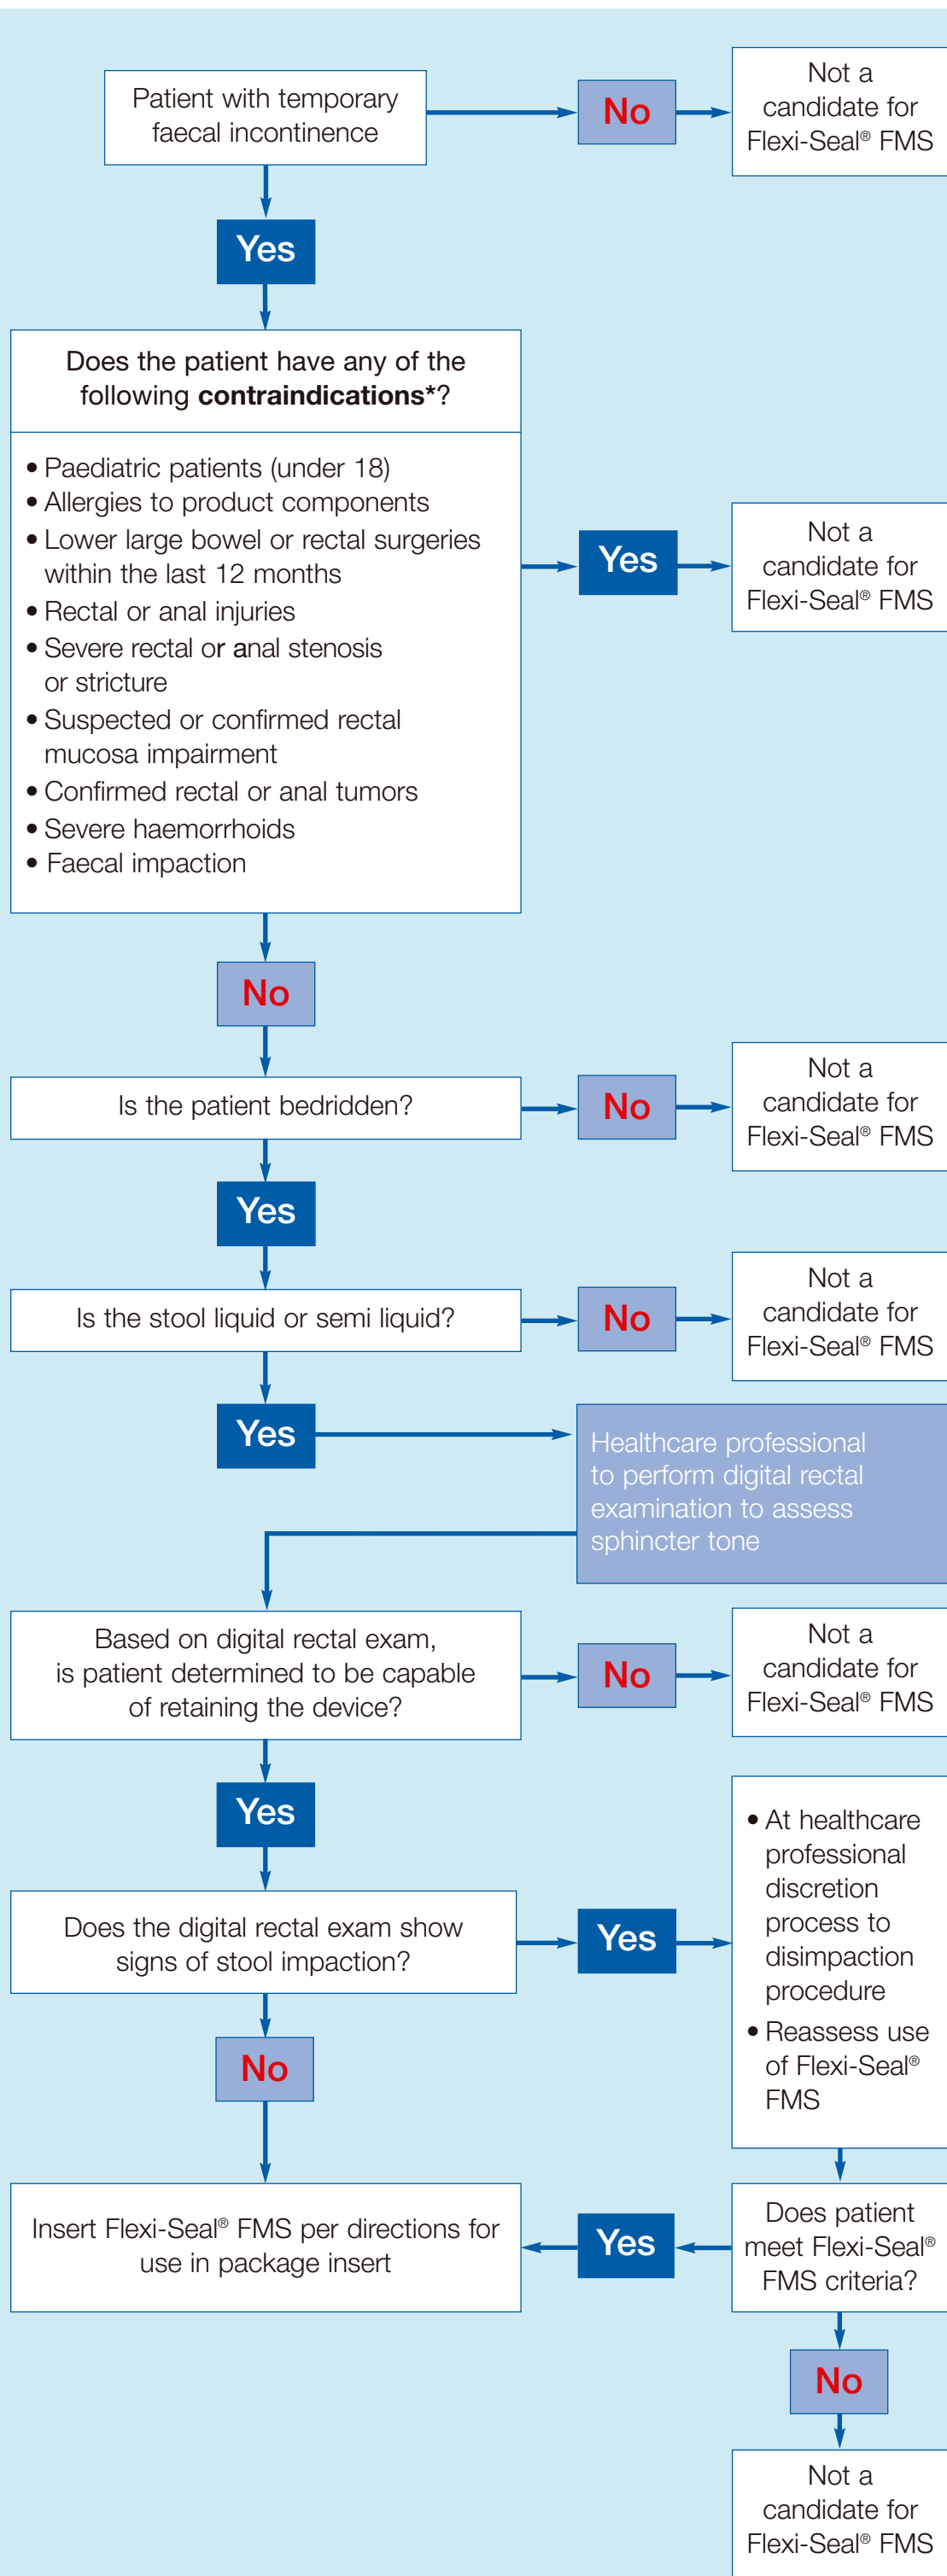 Patient with temporary
faecal incontinence
No
Not a
candidate for
Flexi-Seal® FMS
Yes
Does the patient have any of the
following contraindications*?
• Paediatric patients (under 18)
• Allergies to product components
• Lower large bowel or rectal surgeries
within the last 12 months
• Rectal or anal injuries
• Severe rectal or anal stenosis
or stricture
• Suspected or confirmed rectal
mucosa impairment
• Confirmed rectal or anal tumors
• Severe haemorrhoids
• Faecal impaction
Yes
Not a
candidate for
Flexi-Seal® FMS
No
Is the patient bedridden?
No
Not a
candidate for
Flexi-Seal® FMS
Yes
Is the stool liquid or semi liquid?
No
Not a
candidate for
Flexi-Seal® FMS
Yes
Healthcare professional
to perform digital rectal
examination to assess
sphincter tone
Based on digital rectal exam,
is patient determined to be capable
of retaining the device?
No
Not a
candidate for
Flexi-Seal® FMS
Yes
Does the digital rectal exam show
signs of stool impaction?
Yes
• At healthcare
professional
discretion
process to
disimpaction
procedure
• Reassess use
of Flexi-Seal®
FMS
No
Insert Flexi-Seal® FMS per directions for
use in package insert
Yes
Does patient
meet Flexi-Seal®
FMS criteria?
No
Not a
candidate for
Flexi-Seal® FMS